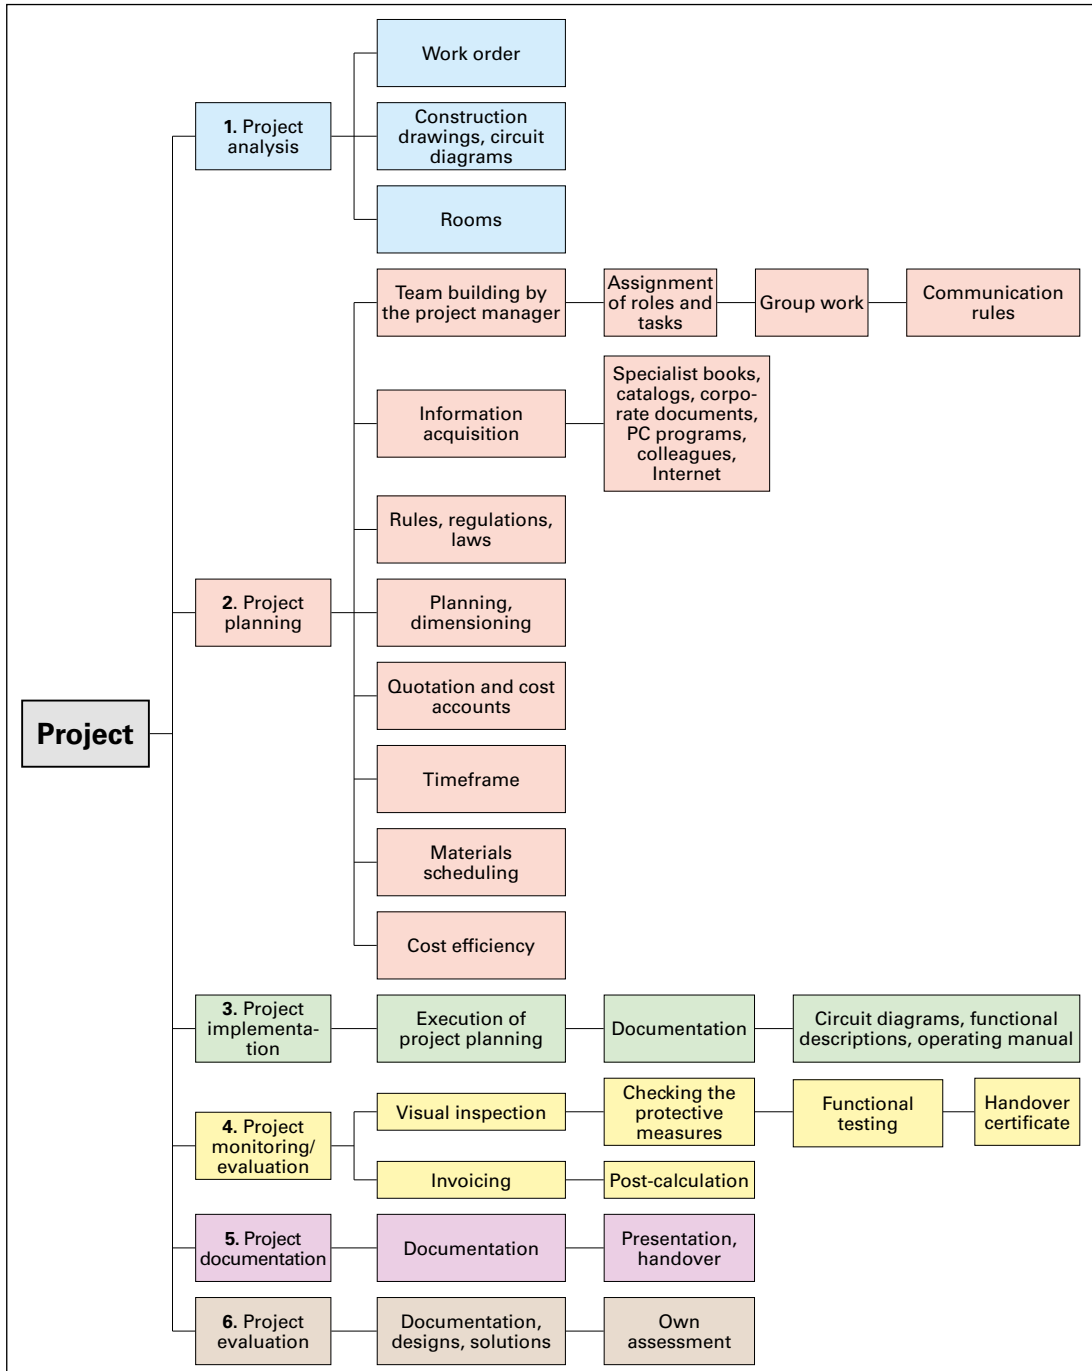 Work order
1. Project
analysis
Construction
drawings, circuit
diagrams
Rooms
Team building by
the project manager
Assignment
of roles and
tasks
Group work
Communication
rules
Information
acquisition
Specialist books,
catalogs, corpo-
rate documents,
PC programs,
colleagues,
Internet
Rules, regulations,
laws
2. Project
planning
Planning,
dimensioning
Quotation and cost
accounts
Project
Timeframe
Materials
scheduling
Cost efficiency
3. Project
implementa-
tion
Execution of
project planning
Documentation
Circuit diagrams, functional
descriptions, operating manual
4. Project
monitoring/
evaluation
Visual inspection
Checking the
protective
measures
Functional
testing
Handover
certificate
Invoicing
Post-calculation
5. Project
documentation
Documentation
Presentation,
handover
6. Project
evaluation
Documentation,
designs, solutions
Own
assessment